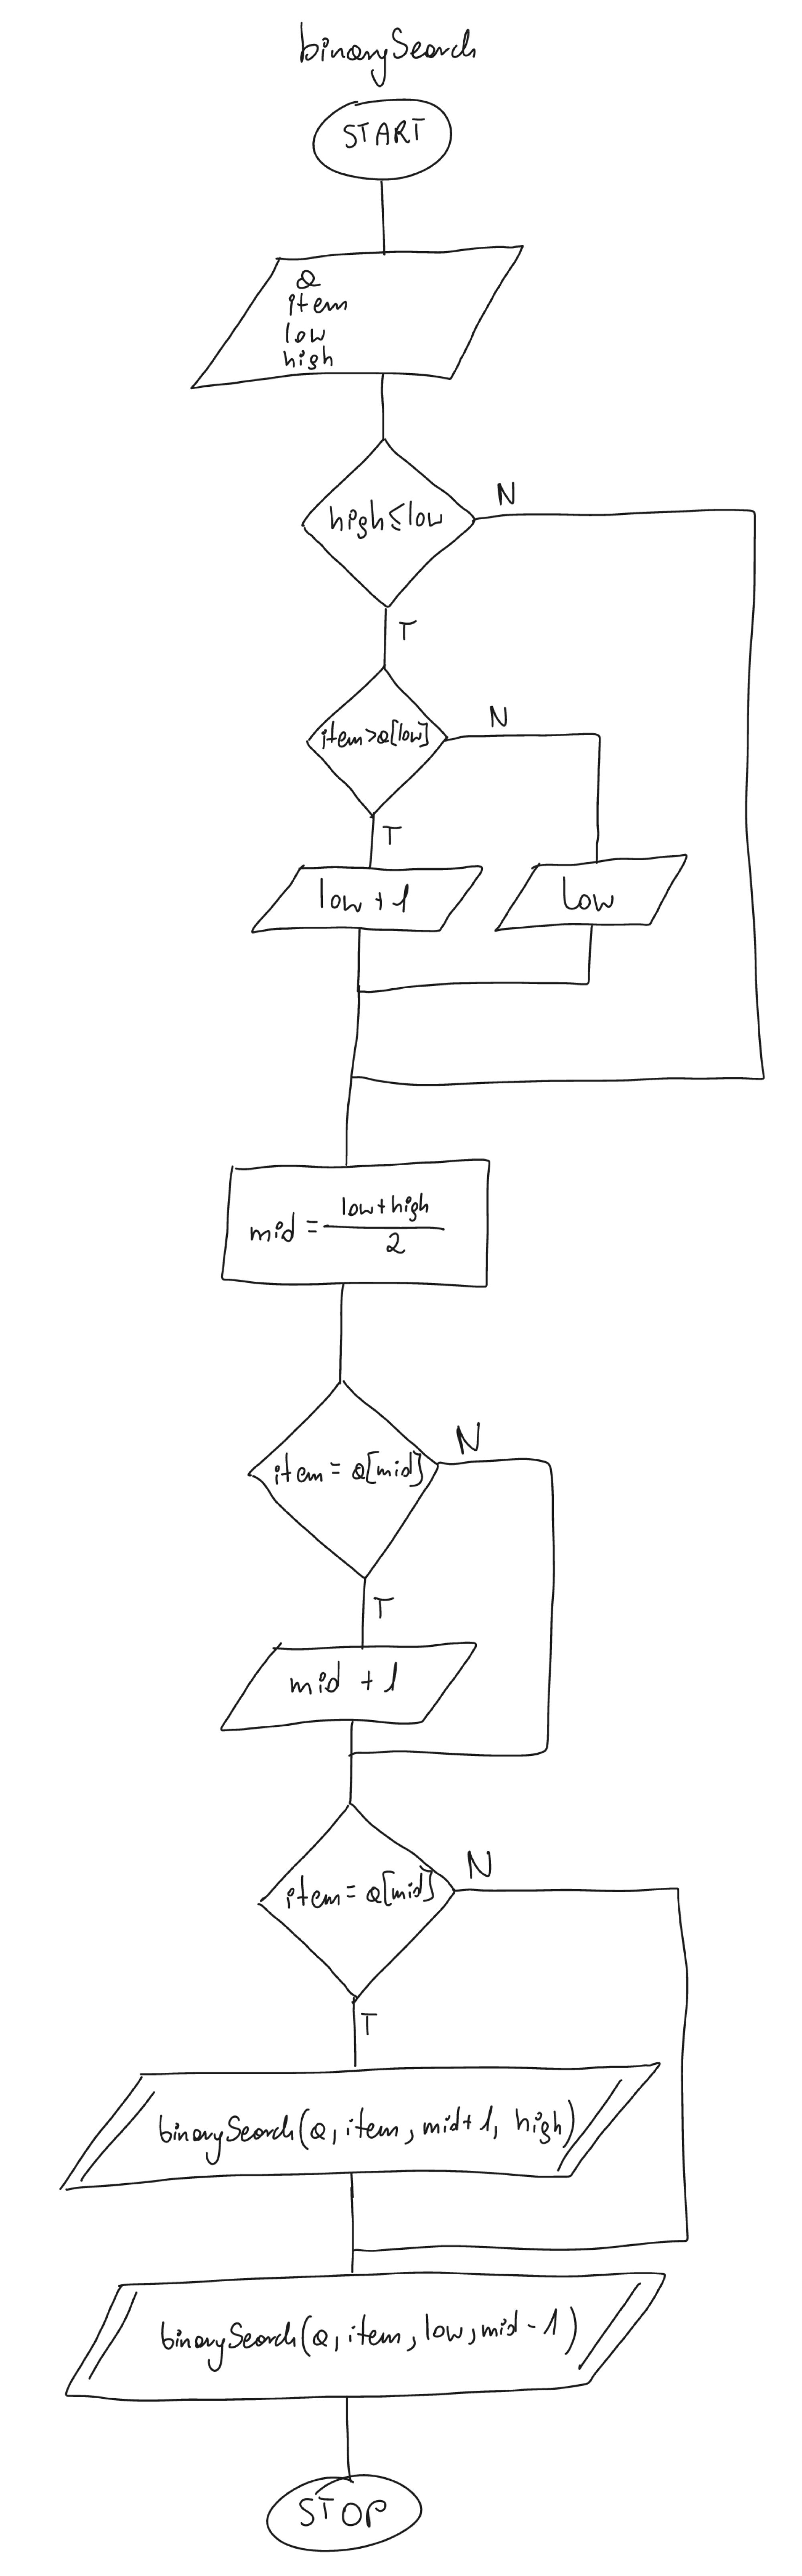 binarySearch
START
a
item
low
high
high≤low
N
T
item>a[low]
N
T
low + 1
low
mid = low+high / 2
item = a[mid]
N
T
mid + 1
item = a[mid]
N
T
binarySearch(a, item, mid+1, high)
binarySearch(a, item, low, mid-1)
STOP